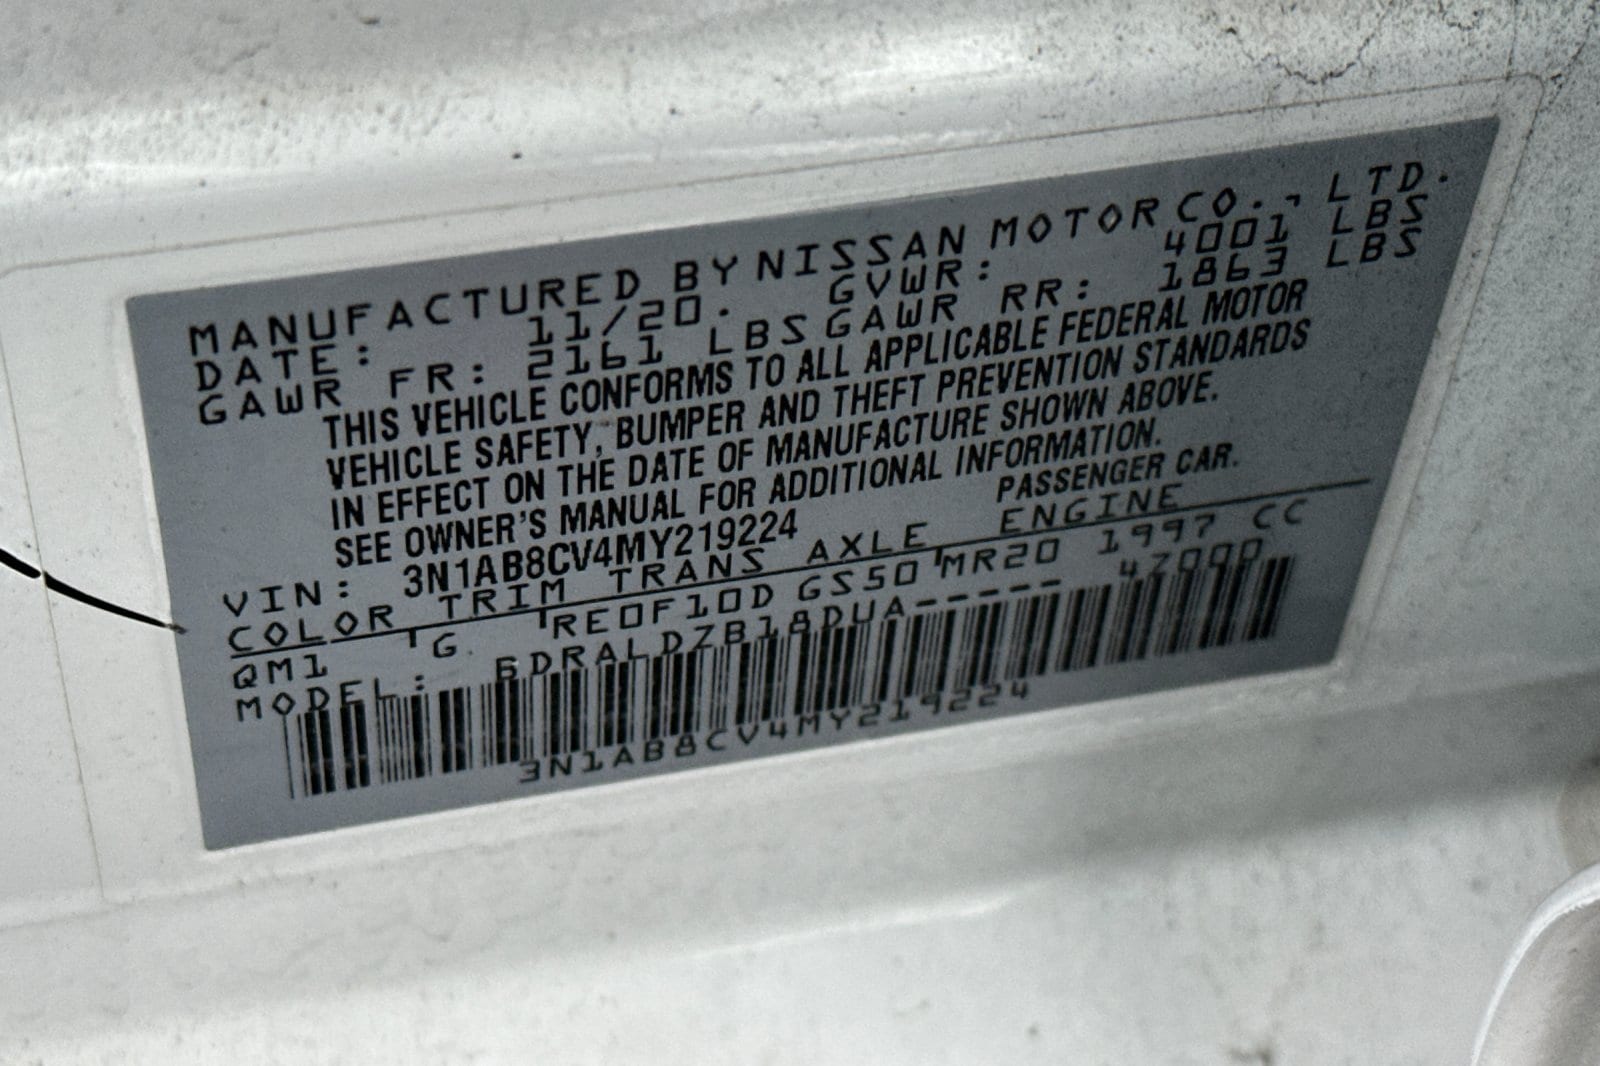 MANUFACTURED BY NISSAN MOTOR CO., LTD.
DATE: 11/20. GVWR: 4001 LBS
GAWR FR: 2161 LBS GAWR RR: 1863 LBS
THIS VEHICLE CONFORMS TO ALL APPLICABLE FEDERAL MOTOR
VEHICLE SAFETY, BUMPER AND THEFT PREVENTION STANDARDS
IN EFFECT ON THE DATE OF MANUFACTURE SHOWN ABOVE.
SEE OWNER'S MANUAL FOR ADDITIONAL INFORMATION.
VIN: 3N1AB8CV4MY219224 PASSENGER CAR.
COLOR TRIM TRANS AXLE ENGINE
QM1 G RE0F10D GS50 MR20 1997 CC
MODEL: BDRALDZB18DUA----- 4Z000
3N1AB8CV4MY219224